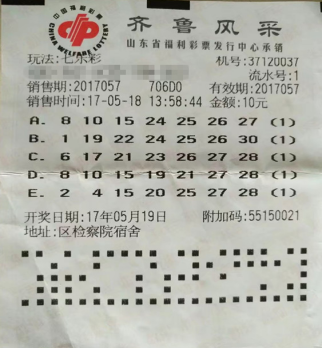 中国福利彩票
CHINA WELFARE LOTTERY
齐鲁风采
山东省福利彩票发行中心承销
玩法:七乐彩 机号:37120037
流水号:1
销售期:2017057 706D0 有效期:2017057
销售时间:17-05-18 13:58:44 金额:10元
A. 8 10 15 24 25 26 27 (1)
B. 1 19 22 24 25 26 30 (1)
C. 6 17 21 23 26 27 28 (1)
D. 8 10 15 19 21 27 28 (1)
E. 2 4 15 20 25 27 28 (1)
开奖日期:17年05月19日 附加码:55150021
地址:区检察院宿舍